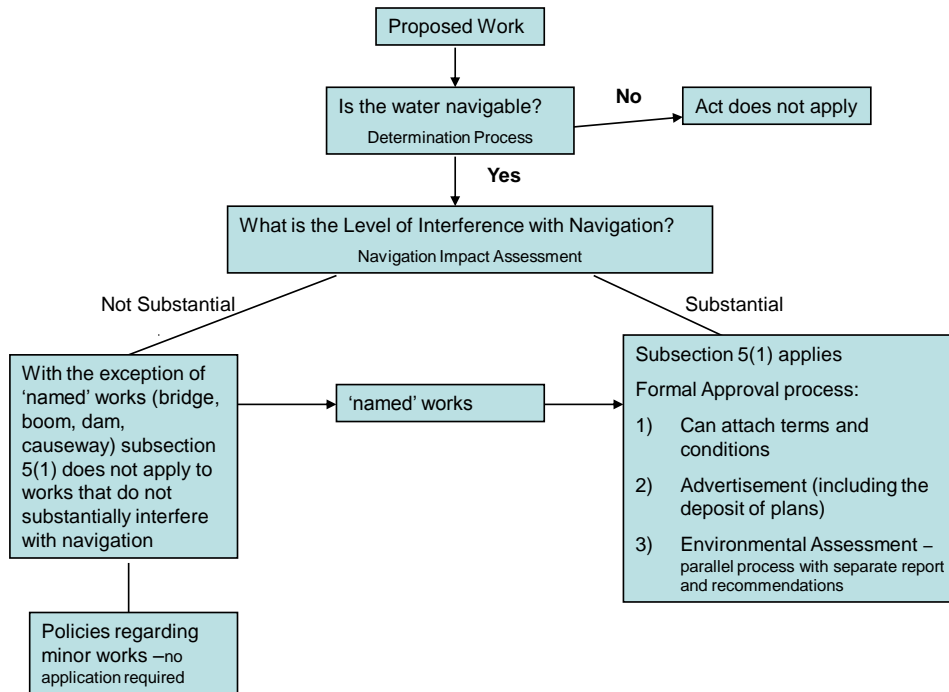 Proposed Work
Is the water navigable?
Determination Process
No
Act does not apply
Yes
What is the Level of Interference with Navigation?
Navigation Impact Assessment
Not Substantial
Substantial
With the exception of
‘named’ works (bridge,
boom, dam,
causeway) subsection
5(1) does not apply to
works that do not
substantially interfere
with navigation
‘named’ works
Subsection 5(1) applies
Formal Approval process:
1) Can attach terms and
conditions
2) Advertisement (including the
deposit of plans)
3) Environmental Assessment –
parallel process with separate report
and recommendations
Policies regarding
minor works –no
application required